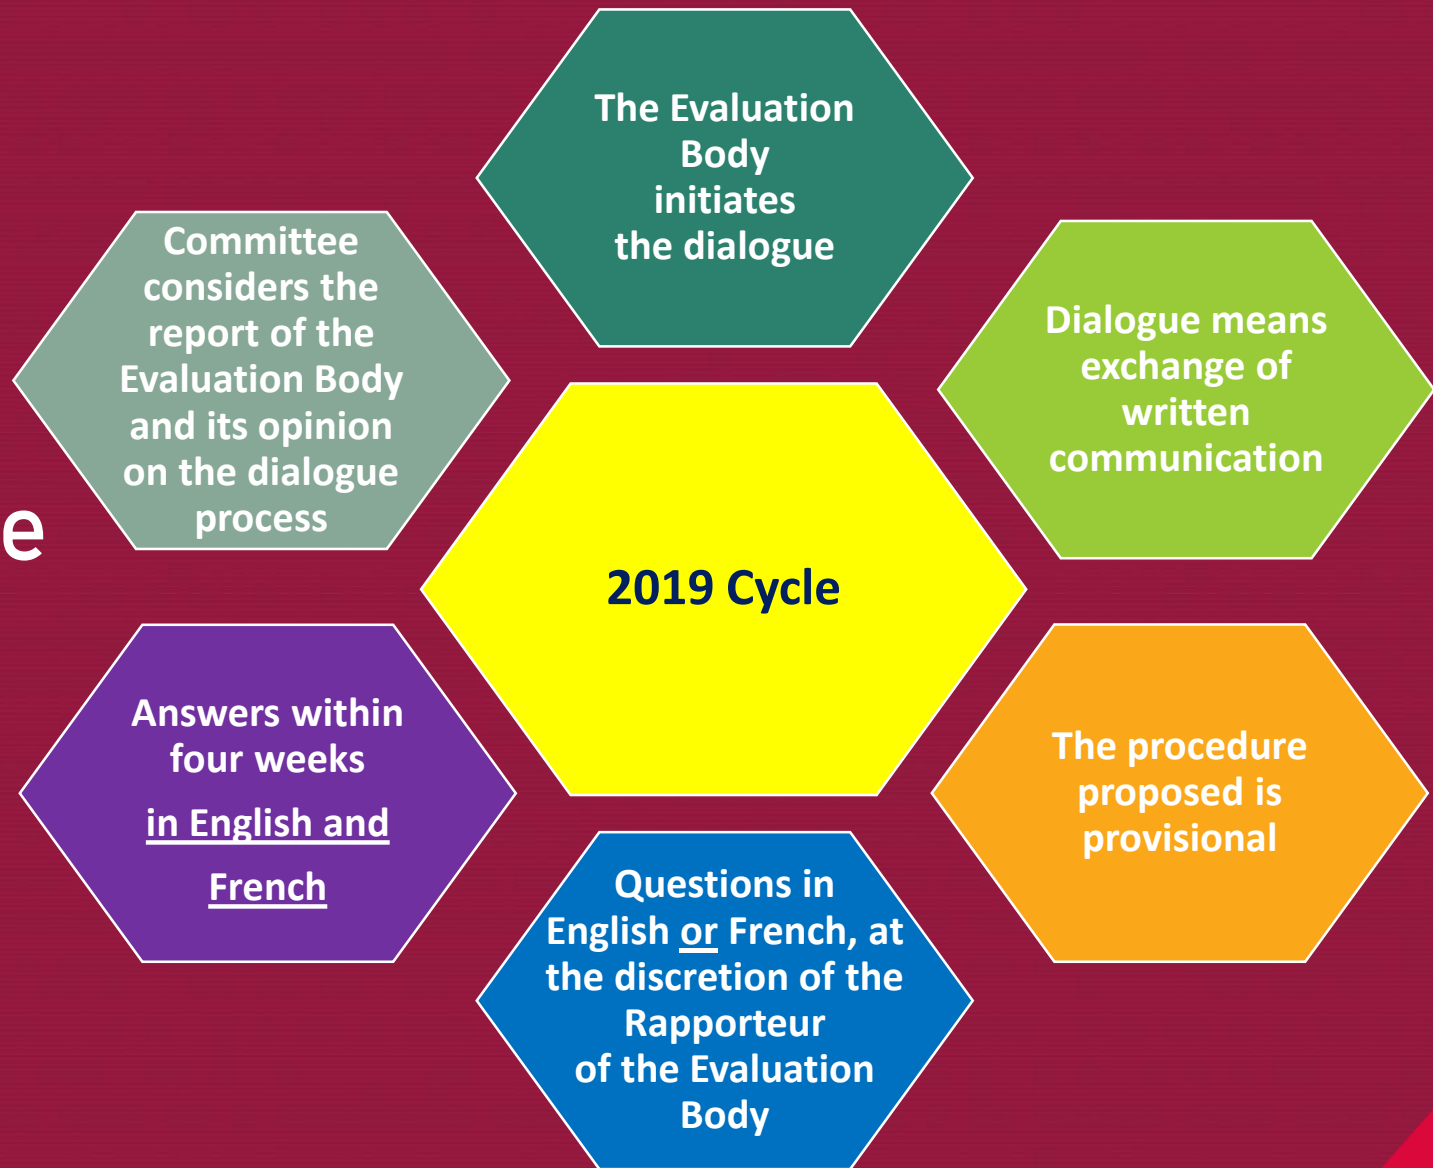 The Evaluation
Body
initiates
the dialogue
Committee
considers the
report of the
Evaluation Body
and its opinion
on the dialogue
process
Dialogue means
exchange of
written
communication
e
2019 Cycle
Answers within
four weeks
in English and
French
The procedure
proposed is
provisional
Questions in
English or French, at
the discretion of the
Rapporteur
of the Evaluation
Body